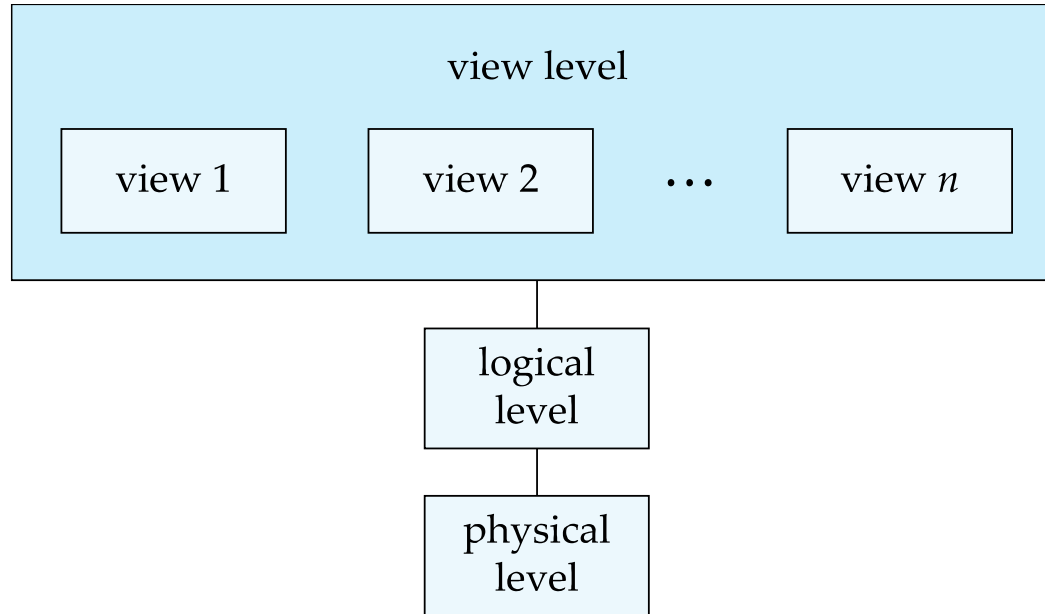 view level
view 1
view 2
...
view n
logical
level
physical
level